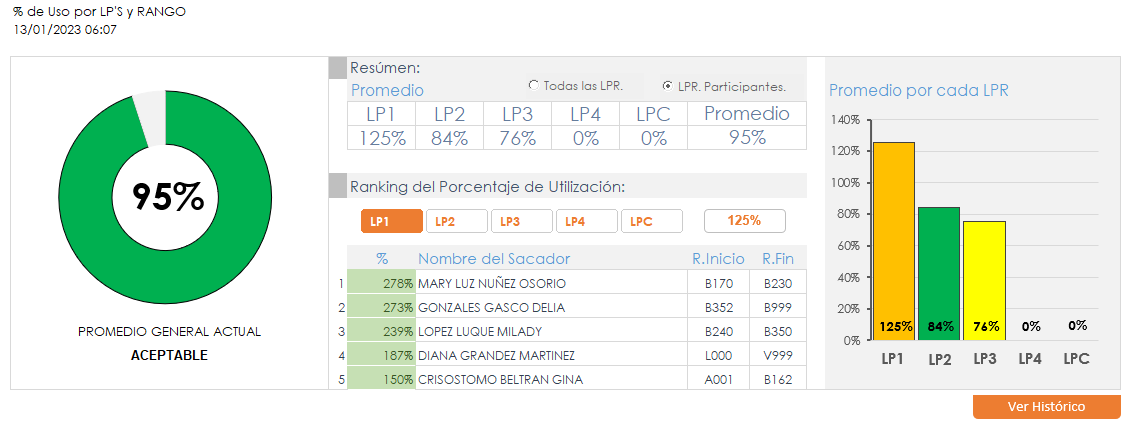 % de Uso por LP'S y RANGO
13/01/2023 06:07
95%
PROMEDIO GENERAL ACTUAL
ACEPTABLE
Resúmen:
Promedio
Todas las LPR.
LPR. Participantes.
LP1 LP2 LP3 LP4 LPC Promedio
125% 84% 76% 0% 0% 95%
Ranking del Porcentaje de Utilización:
LP1 LP2 LP3 LP4 LPC 125%
% Nombre del Sacador R.Inicio R.Fin
1 278% MARY LUZ NUÑEZ OSORIO B170 B230
2 273% GONZALES GASCO DELIA B352 B999
3 239% LOPEZ LUQUE MILADY B240 B350
4 187% DIANA GRANDEZ MARTINEZ L000 V999
5 150% CRISOSTOMO BELTRAN GINA A001 B162
Promedio por cada LPR
140%
120%
100%
80%
60%
40%
20%
0%
125% 84% 76% 0% 0%
LP1 LP2 LP3 LP4 LPC
Ver Histórico